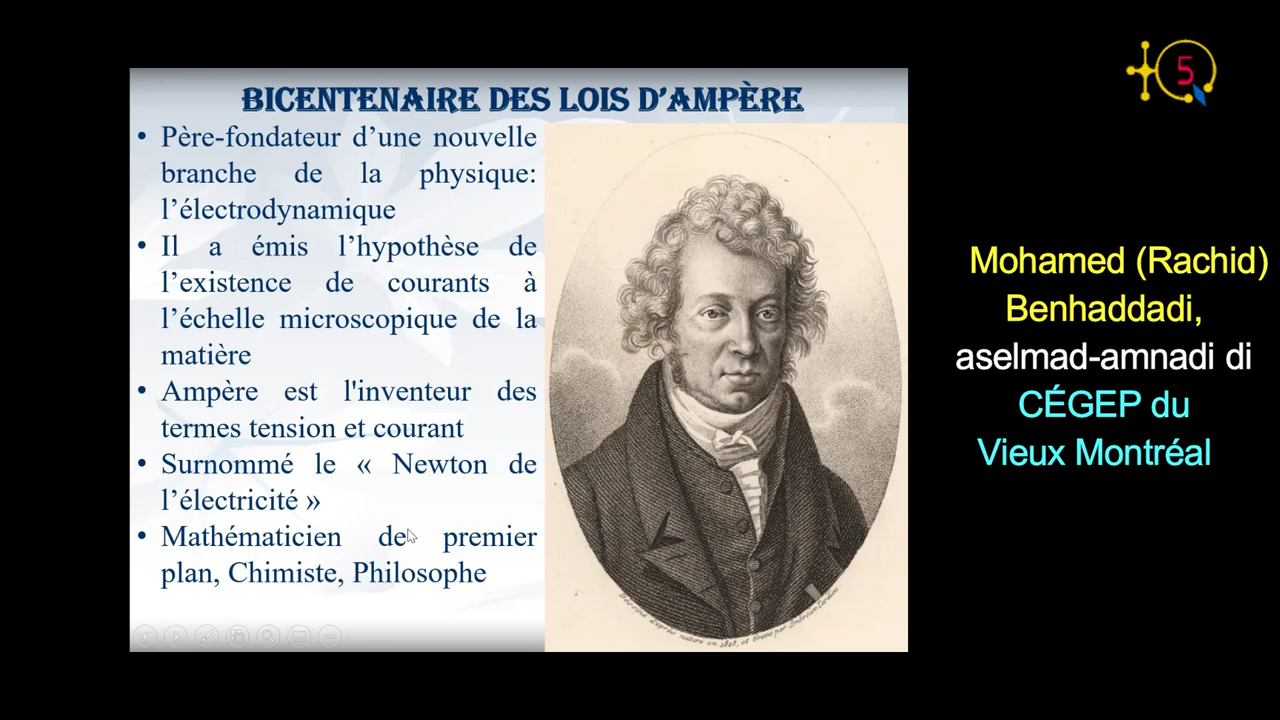 BICENTENAIRE DES LOIS D'AMPÈRE
• Père-fondateur d'une nouvelle
branche de la physique:
l'électrodynamique
• Il a émis l'hypothèse de
l'existence de courants à
l'échelle microscopique de la
matière
• Ampère est l'inventeur des
termes tension et courant
• Surnommé le « Newton de
l'électricité »
• Mathématicien de premier
plan, Chimiste, Philosophe
5
Mohamed (Rachid)
Benhaddadi,
aselmad-amnadi di
CÉGEP du
Vieux Montréal